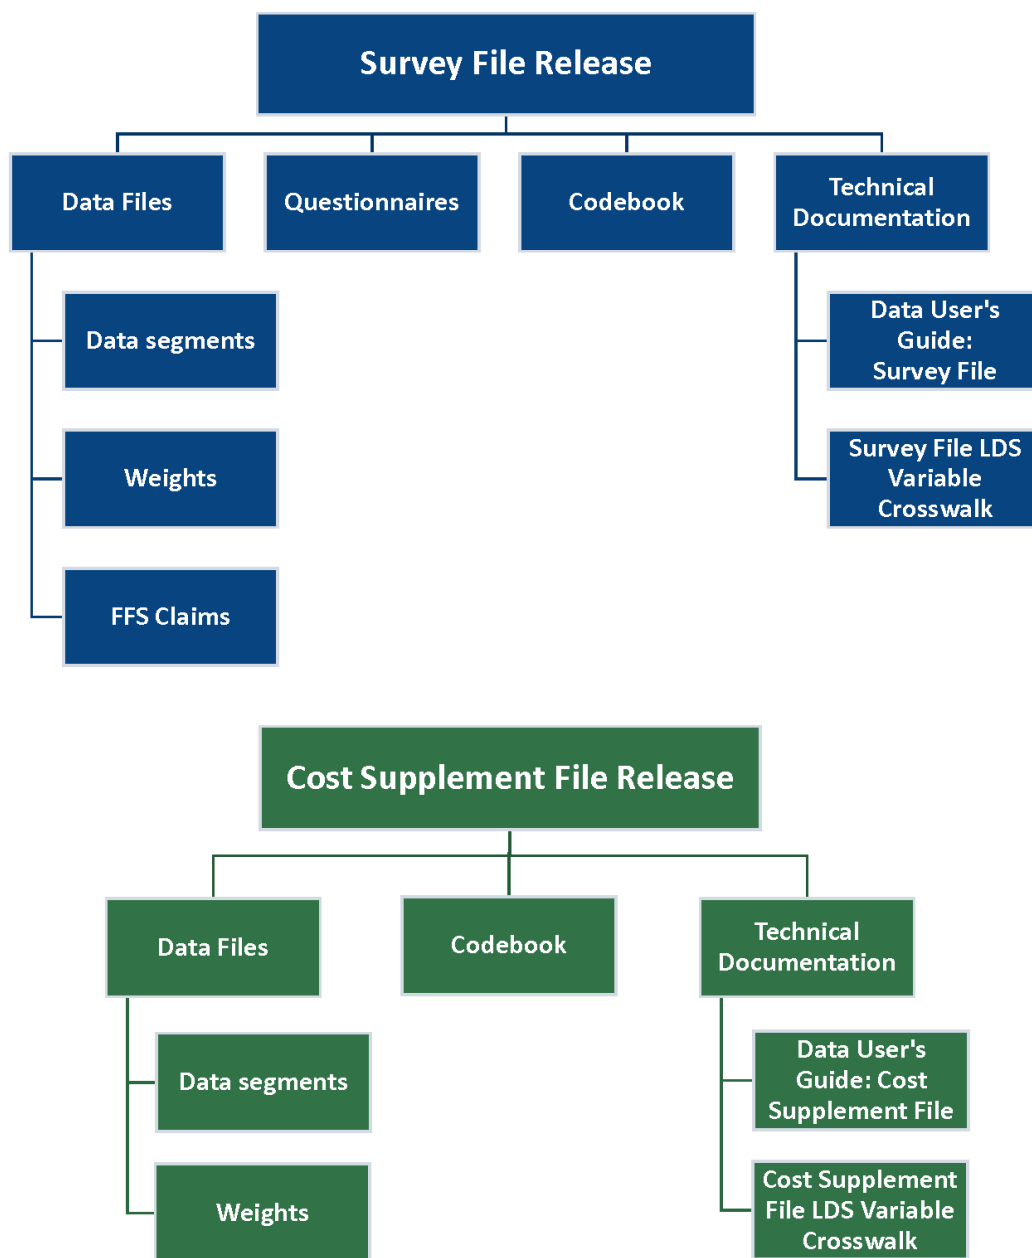 Survey File Release
Data Files
Questionnaires
Codebook
Technical
Documentation
Data segments
Weights
FFS Claims
Data User's
Guide:
Survey File
Survey File LDS
Variable
Crosswalk
Cost Supplement File Release
Data Files
Codebook
Technical
Documentation
Data segments
Weights
Data User's
Guide: Cost
Supplement File
Cost Supplement
File LDS Variable
Crosswalk